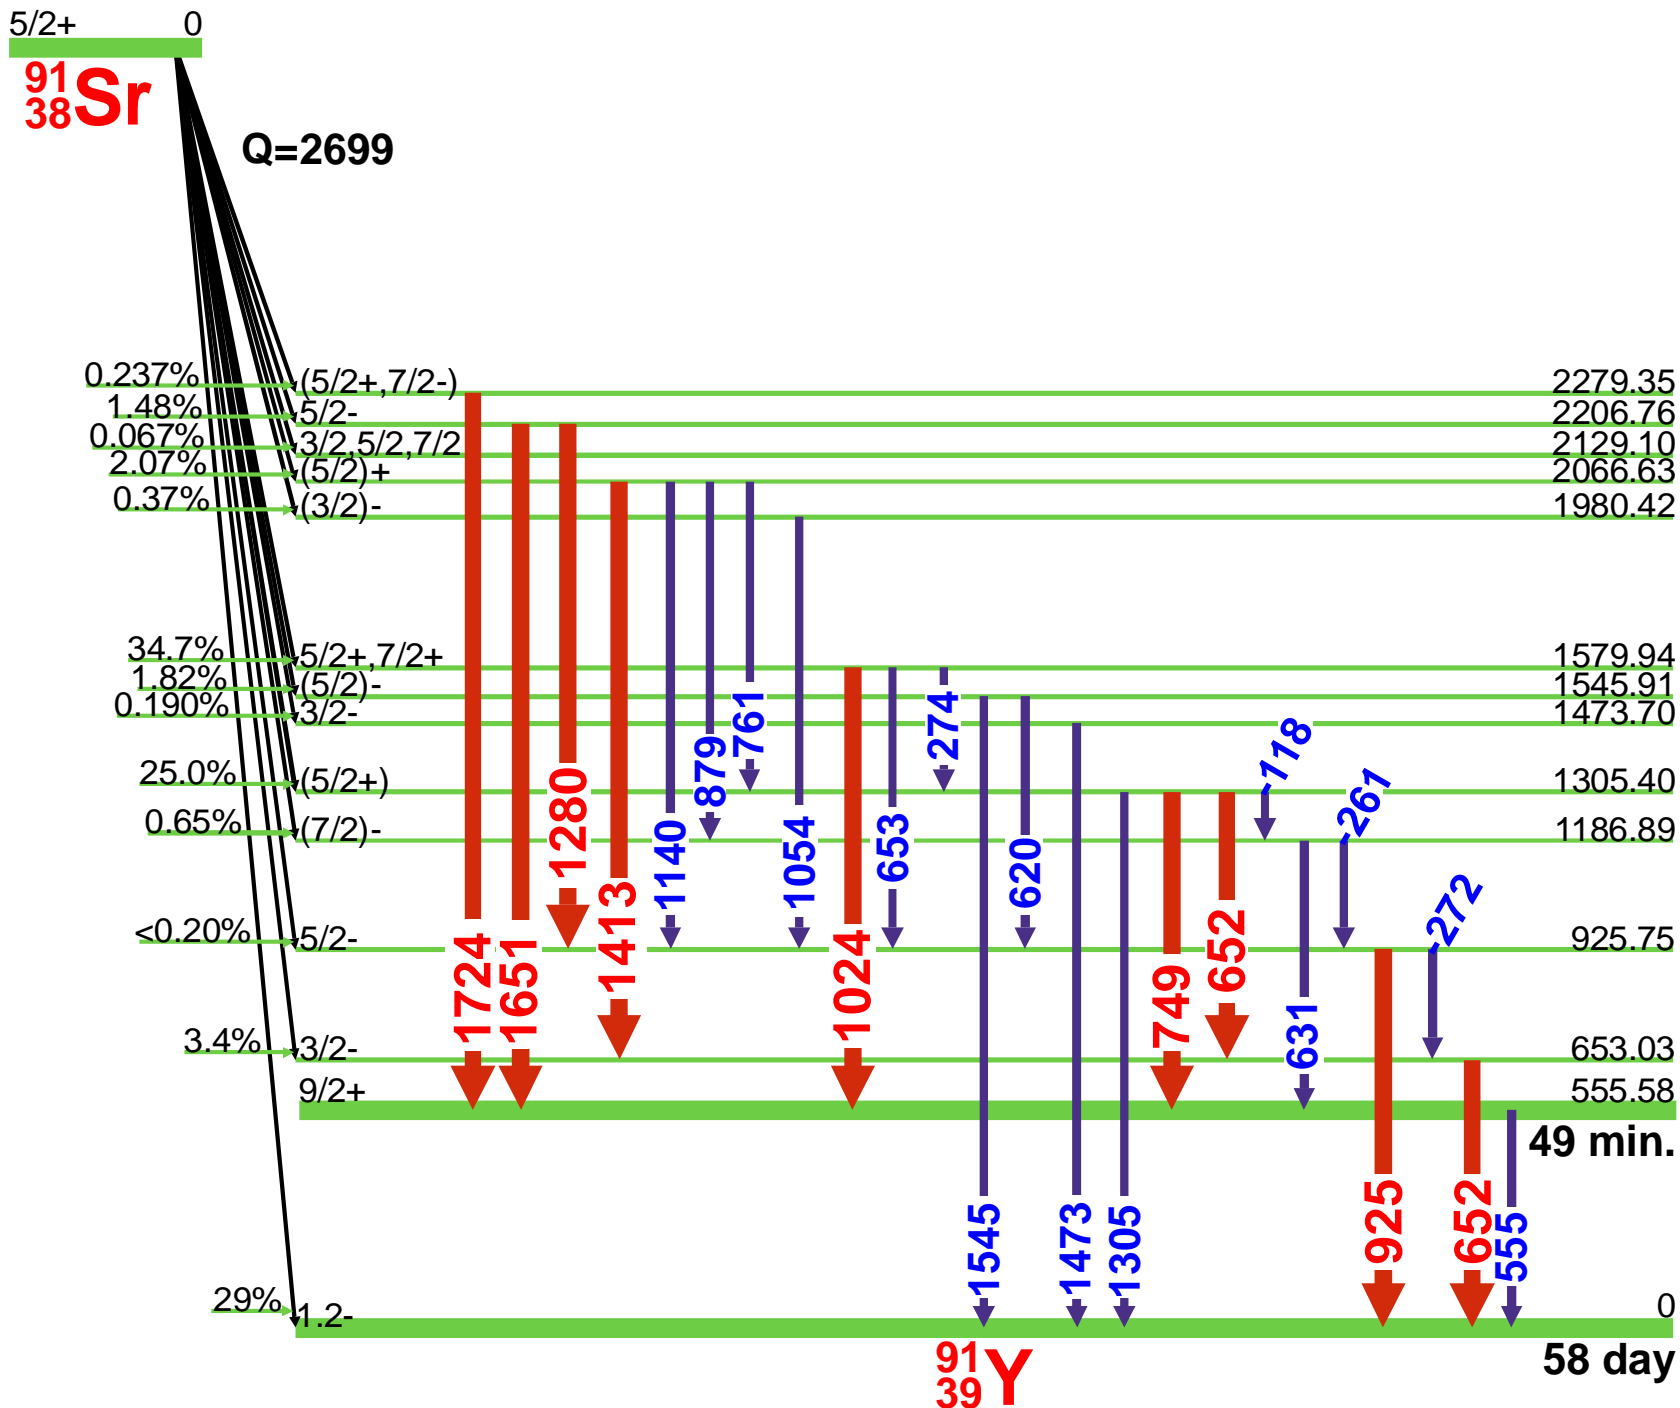 5/2+ 0
91
38 Sr
Q=2699
0.237% (5/2+,7/2-) 2279.35
1.48% 5/2- 2206.76
0.067% 3/2,5/2,7/2 2129.10
2.07% (5/2)+ 2066.63
0.37% (3/2)- 1980.42
34.7% 5/2+,7/2+ 1579.94
1.82% (5/2)- 1545.91
0.190% 3/2- 1473.70
25.0% (5/2+) 1305.40
0.65% (7/2)- 1186.89
<0.20% 5/2- 925.75
3.4% 3/2- 653.03
9/2+ 555.58
49 min.
29% 1.2- 0
58 day
1724
1651
1280
1413
1140
879
761
1054
1024
653
274
1545
620
1473
1305
749
652
118
631
261
925
272
652
555
91
39 Y